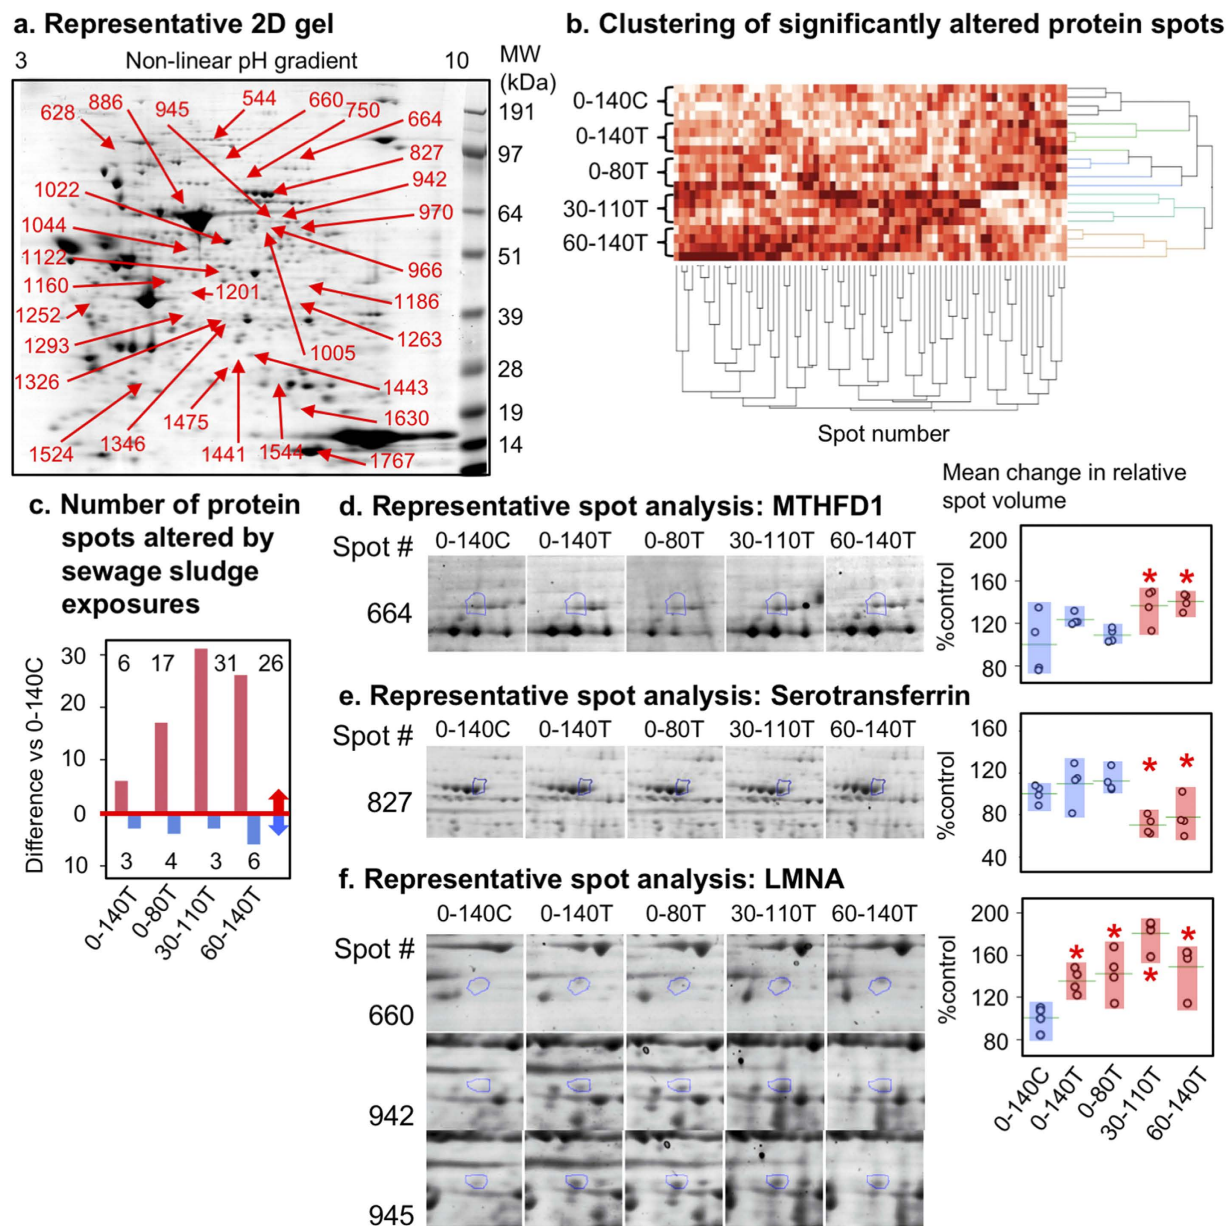 a. Representative 2D gel
3 Non-linear pH gradient 10 MW
(kDa)
191
97
64
51
39
28
19
14
628
886
945
544
660
750
664
827
942
970
966
1186
1263
1005
1443
1630
1767
1544
1441
1475
1346
1524
1326
1293
1252
1201
1160
1122
1044
1022
b. Clustering of significantly altered protein spots
0-140C
0-140T
0-80T
30-110T
60-140T
Spot number
c. Number of protein
spots altered by
sewage sludge
exposures
Difference vs 0-140C
30
20
10
0
10
6 17 31 26
3 4 3 6
0-140T
0-80T
30-110T
60-140T
Mean change in relative
spot volume
d. Representative spot analysis: MTHFD1
Spot # 0-140C 0-140T 0-80T 30-110T 60-140T
664
%control
200
160
120
80
* *
e. Representative spot analysis: Serotransferrin
Spot # 0-140C 0-140T 0-80T 30-110T 60-140T
827
%control
160
120
80
40
* *
f. Representative spot analysis: LMNA
0-140C 0-140T 0-80T 30-110T 60-140T
Spot #
660
942
945
%control
200
160
120
80
* * * *
0-140C
0-140T
0-80T
30-110T
60-140T